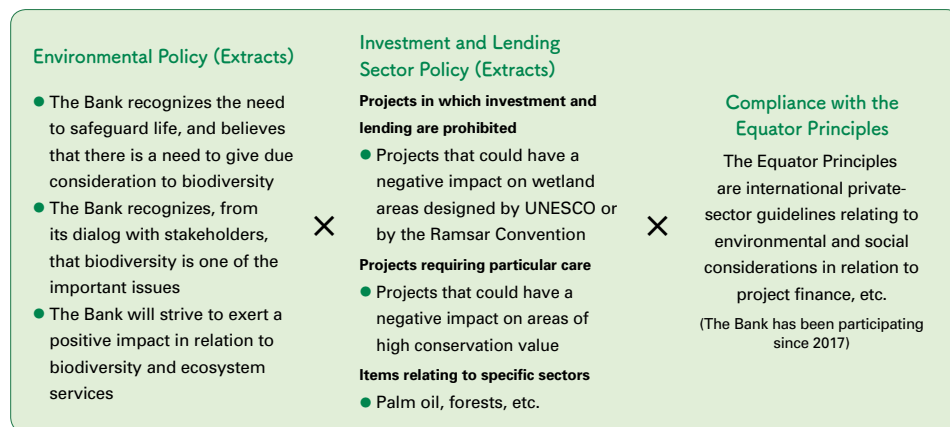 Environmental Policy (Extracts)
● The Bank recognizes the need
to safeguard life, and believes
that there is a need to give due
consideration to biodiversity
● The Bank recognizes, from
its dialog with stakeholders,
that biodiversity is one of the
important issues
● The Bank will strive to exert a
positive impact in relation to
biodiversity and ecosystem
services
×
Investment and Lending
Sector Policy (Extracts)
Projects in which investment and
lending are prohibited
● Projects that could have a
negative impact on wetland
areas designed by UNESCO or
by the Ramsar Convention
Projects requiring particular care
● Projects that could have a
negative impact on areas of
high conservation value
Items relating to specific sectors
● Palm oil, forests, etc.
×
Compliance with the
Equator Principles
The Equator Principles
are international private-
sector guidelines relating to
environmental and social
considerations in relation to
project finance, etc.
(The Bank has been participating
since 2017)